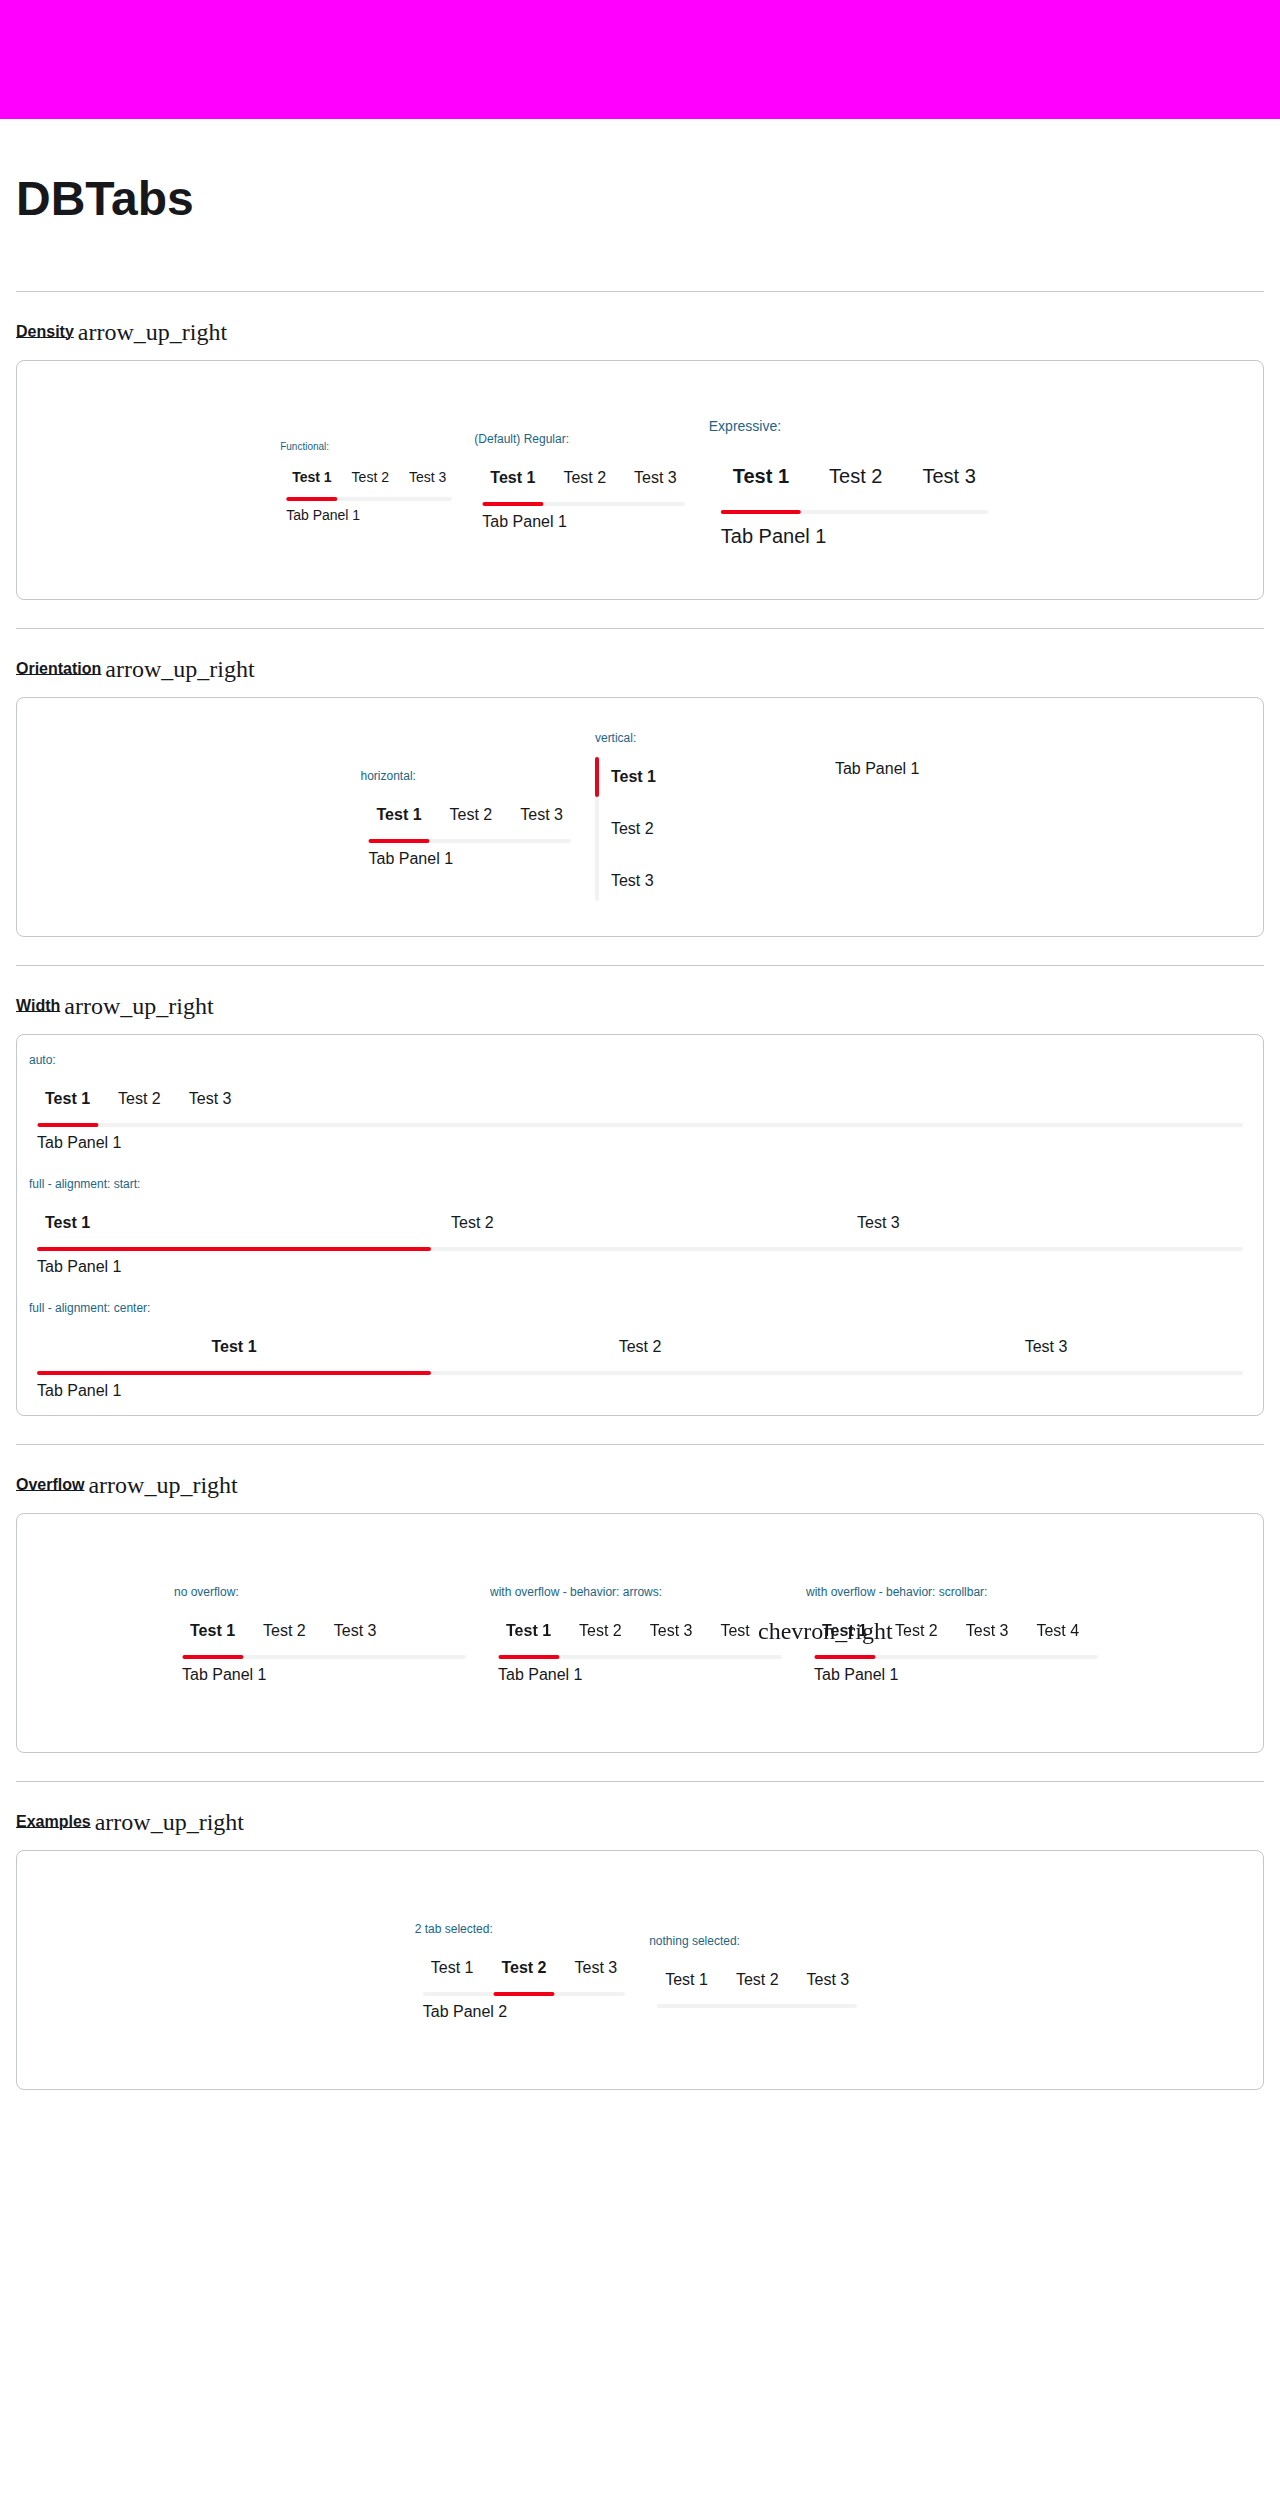 DBTabs
Density arrow_up_right
Functional:
Test 1 Test 2 Test 3
Tab Panel 1
(Default) Regular:
Test 1 Test 2 Test 3
Tab Panel 1
Expressive:
Test 1 Test 2 Test 3
Tab Panel 1
Orientation arrow_up_right
horizontal:
Test 1 Test 2 Test 3
Tab Panel 1
vertical:
Test 1
Test 2
Test 3
Tab Panel 1
Width arrow_up_right
auto:
Test 1 Test 2 Test 3
Tab Panel 1
full - alignment: start:
Test 1 Test 2 Test 3
Tab Panel 1
full - alignment: center:
Test 1 Test 2 Test 3
Tab Panel 1
Overflow arrow_up_right
no overflow:
Test 1 Test 2 Test 3
Tab Panel 1
with overflow - behavior: arrows:
Test 1 Test 2 Test 3 Test chevron_right
Tab Panel 1
with overflow - behavior: scrollbar:
Test 1 Test 2 Test 3 Test 4
Tab Panel 1
Examples arrow_up_right
2 tab selected:
Test 1 Test 2 Test 3
Tab Panel 2
nothing selected:
Test 1 Test 2 Test 3